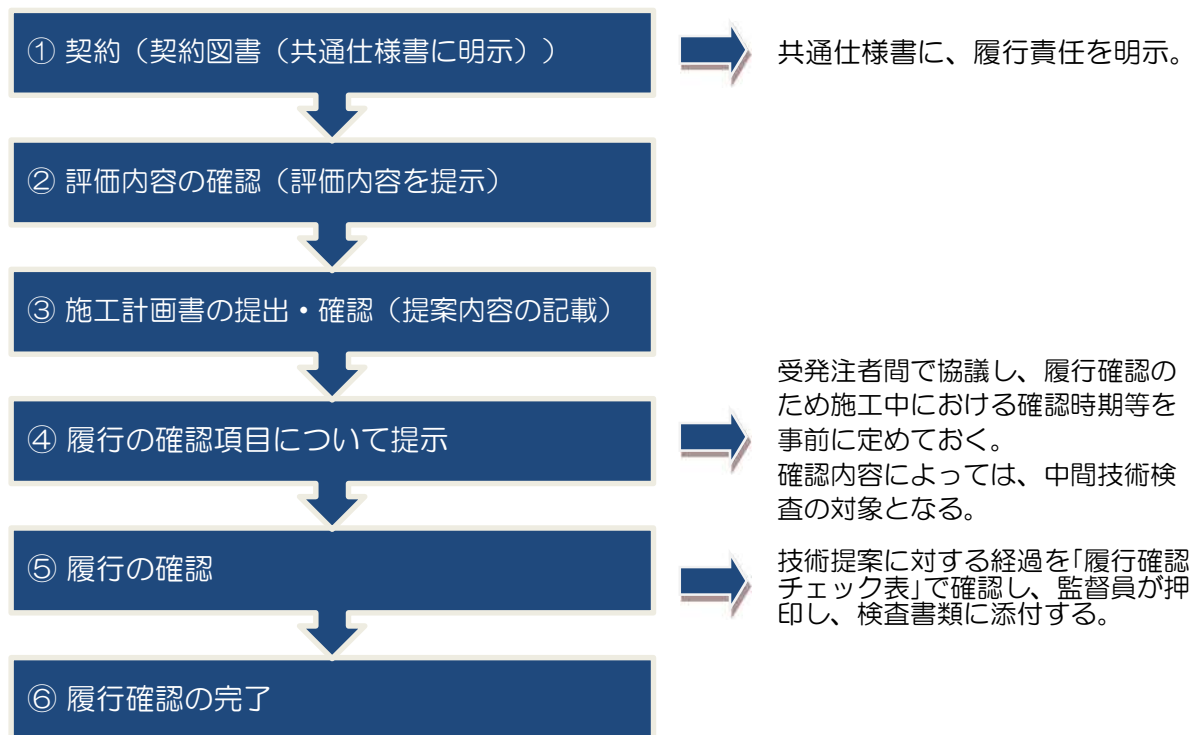 ① 契約（契約図書（共通仕様書に明示））
共通仕様書に、履行責任を明示。
② 評価内容の確認（評価内容を提示）
③ 施工計画書の提出・確認（提案内容の記載）
④ 履行の確認項目について提示
受発注者間で協議し、履行確認の
ため施工中における確認時期等を
事前に定めておく。
確認内容によっては、中間技術検
査の対象となる。
⑤ 履行の確認
技術提案に対する経過を｢履行確認
チェック表｣で確認し、監督員が押
印し、検査書類に添付する。
⑥ 履行確認の完了